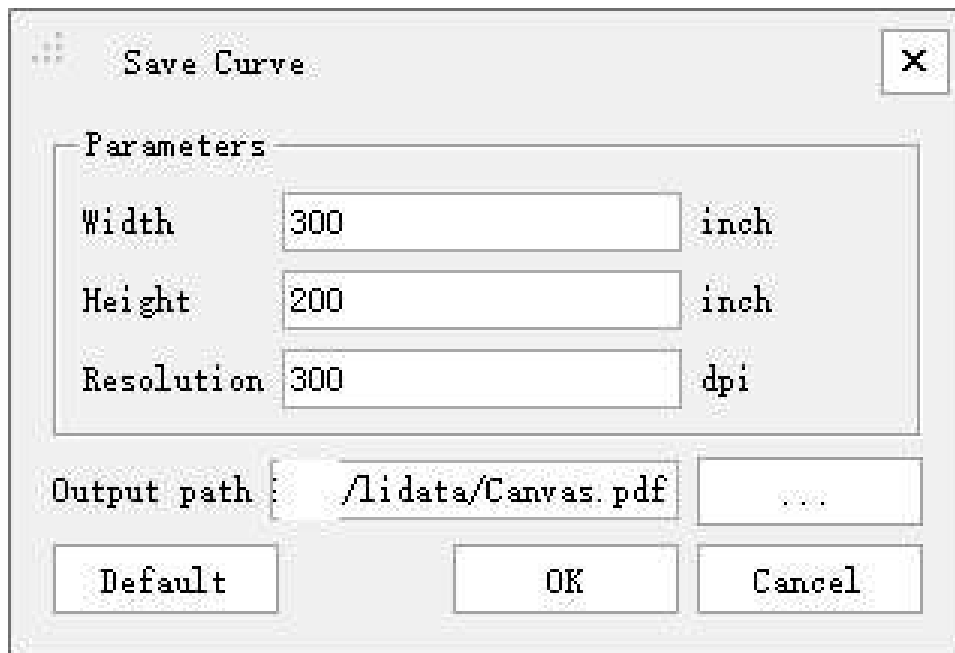 Save Curve
Parameters
Width 300 inch
Height 200 inch
Resolution 300 dpi
Output path : /lidata/Canvas.pdf ...
Default OK Cancel